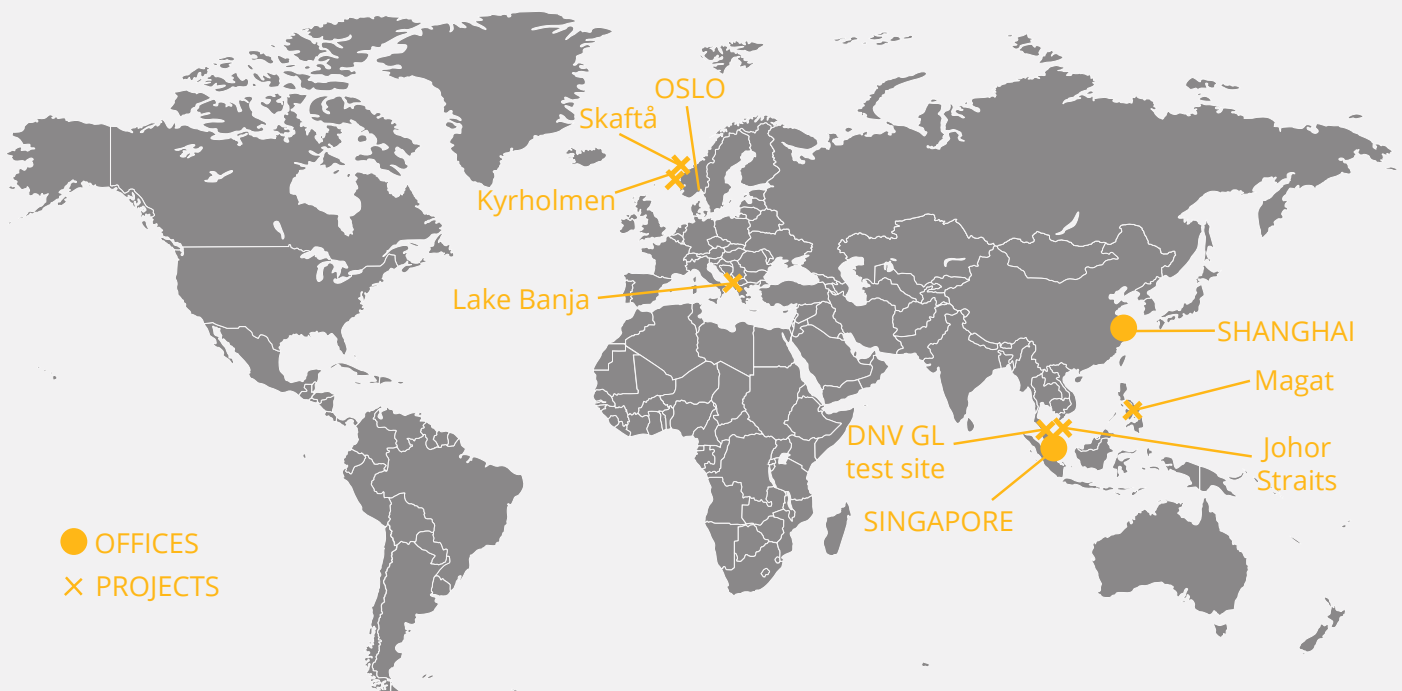 OSLO
Skaftå
Kyrholmen
Lake Banja
SHANGHAI
Magat
DNV GL
test site
Johor
Straits
SINGAPORE
OFFICES
PROJECTS